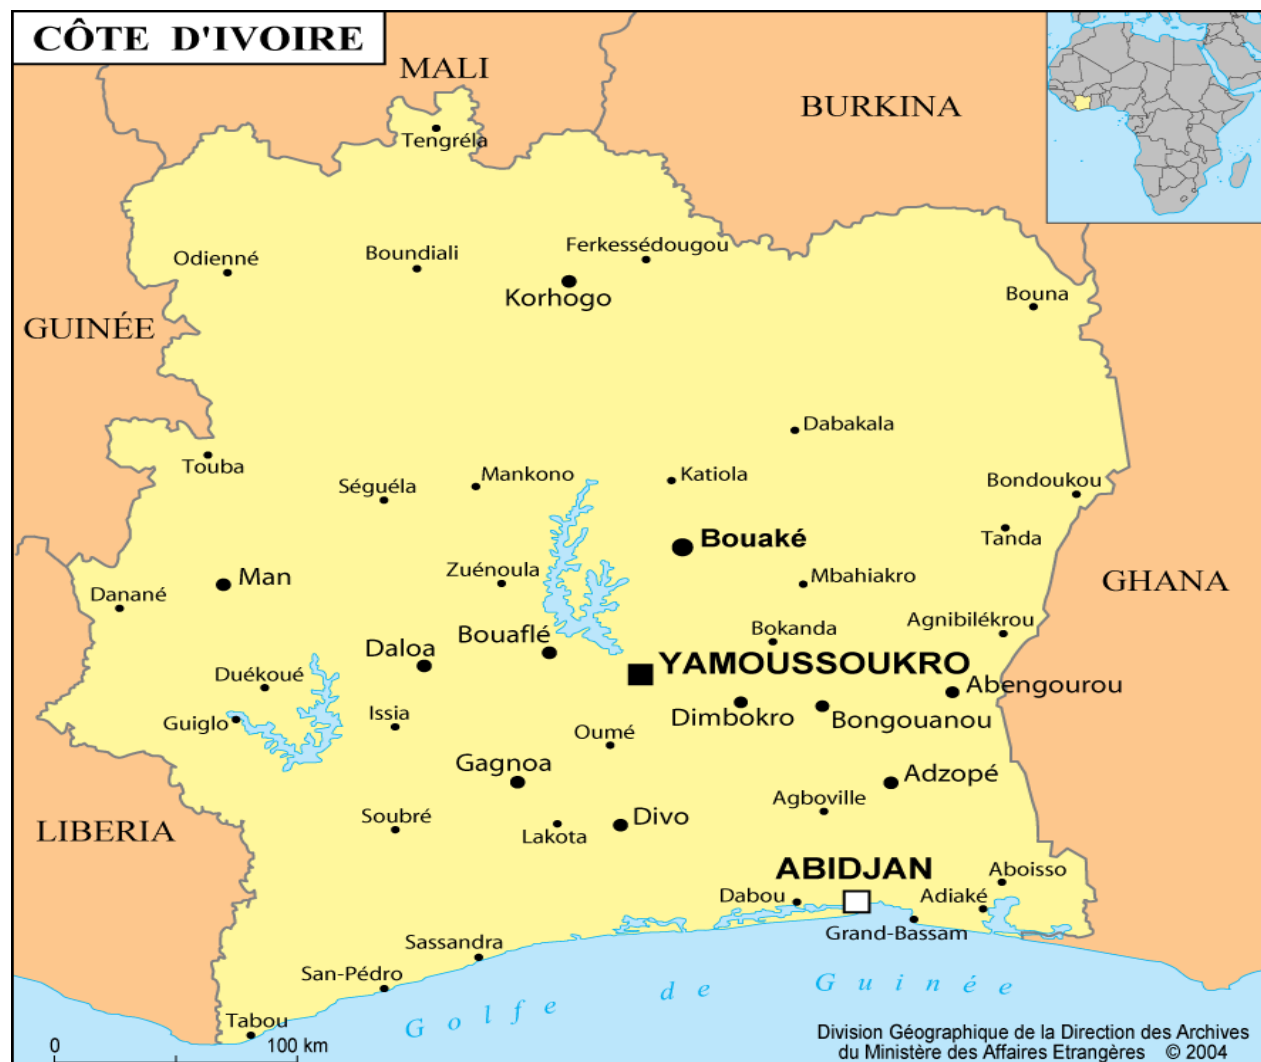 CÔTE D'IVOIRE
MALI
BURKINA
Tengréla
Odienné
Boundiali
Ferkessédougou
Korhogo
Bouna
GUINÉE
Dabakala
Touba
Séguéla
Mankono
Katiola
Bondoukou
Bouaké
Tanda
Man
Danané
Zuénoula
Mbahiakro
GHANA
Agnibilékrou
Bokanda
Bouaflé
Daloa
YAMOUSSOUKRO
Duékoué
Abengourou
Guiglo
Issia
Oumé
Dimbokro
Bongouanou
Gagnoa
Adzopé
Agboville
LIBERIA
Soubré
Lakota
Divo
ABIDJAN
Aboisso
Dabou
Adiaké
Grand-Bassam
Sassandra
San-Pédro
Golfe de Guinée
Tabou
0 100 km
Division Géographique de la Direction des Archives
du Ministère des Affaires Etrangères © 2004